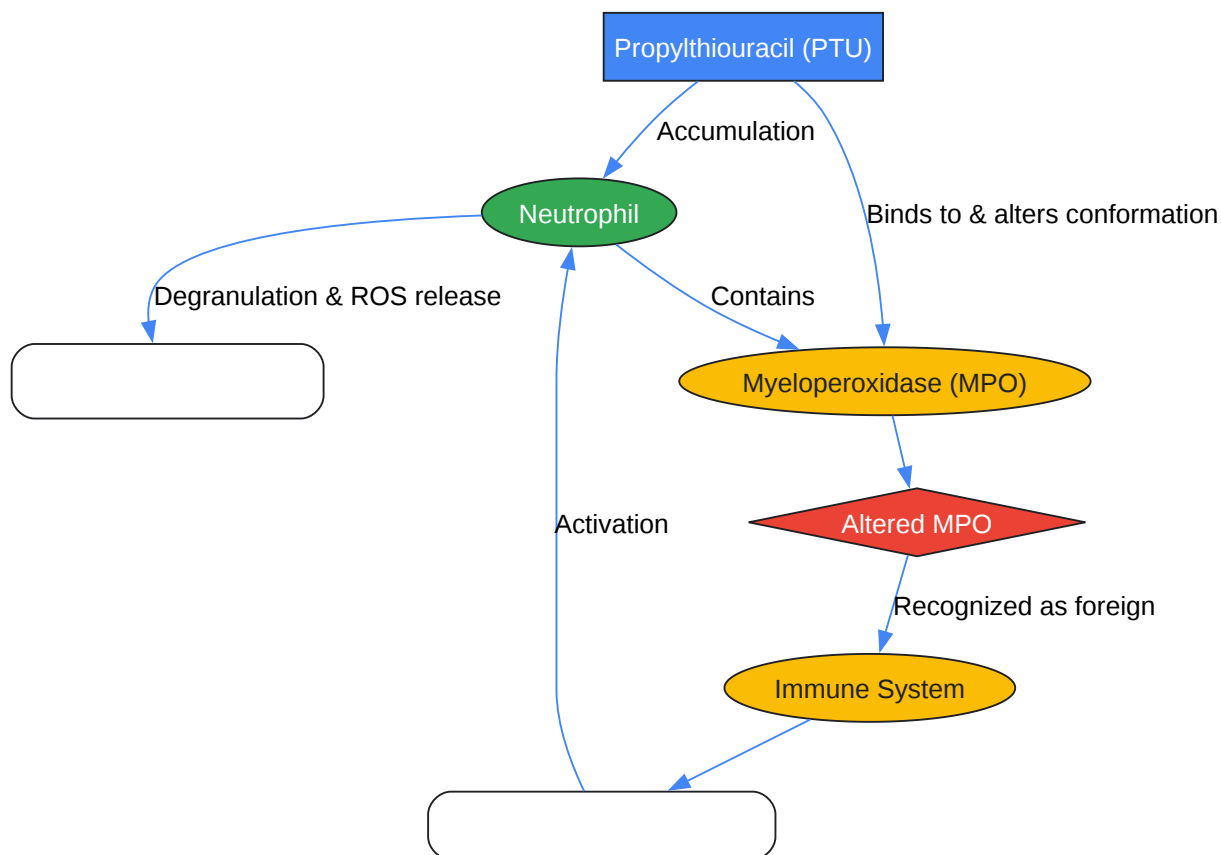 Propylthiouracil (PTU)
Accumulation
Neutrophil
Binds to & alters conformation
Degranulation & ROS release
Contains
Myeloperoxidase (MPO)
Activation
Altered MPO
Recognized as foreign
Immune System